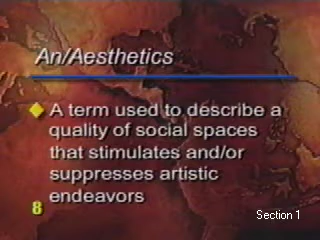 An/Aesthetics
A term used to describe a
quality of social spaces
that stimulates and/or
suppresses artistic
endeavors
8
Section 1